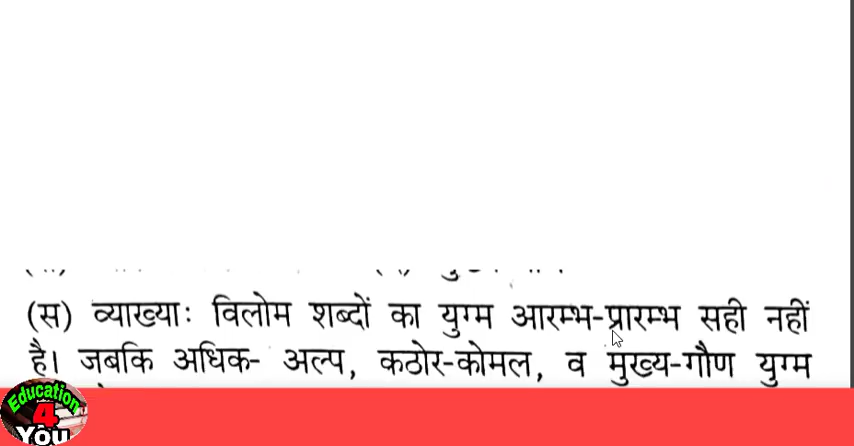 (स) व्याख्याः विलोम शब्दों का युग्म आरम्भ-प्रारम्भ सही नहीं
है। जबकि अधिक- अल्प, कठोर-कोमल, व मुख्य-गौण युग्म
Education
4
You